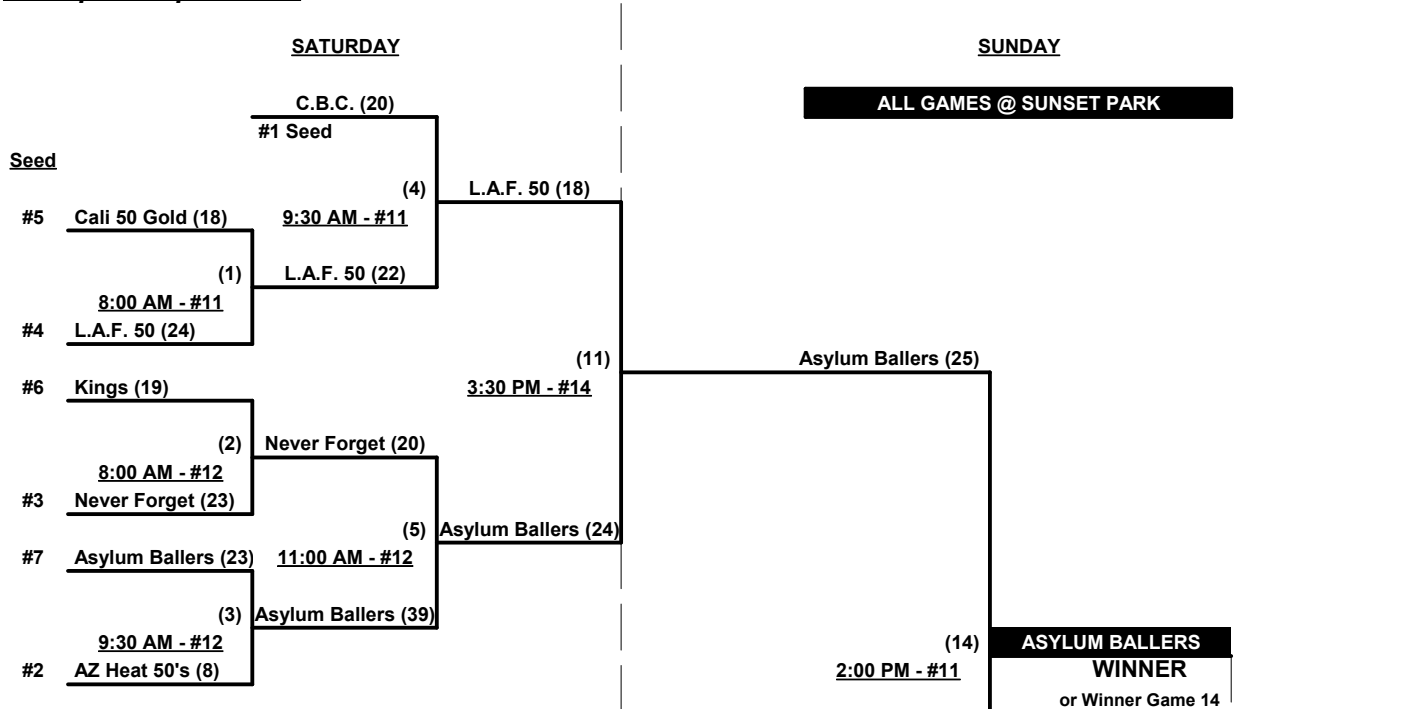 SATURDAY
SUNDAY
C.B.C. (20)
ALL GAMES @ SUNSET PARK
#1 Seed
Seed
(4)
L.A.F. 50 (18)
#5
Cali 50 Gold (18)
9:30 AM - #11
(1)
L.A.F. 50 (22)
8:00 AM - #11
#4
L.A.F. 50 (24)
(11)
Asylum Ballers (25)
#6
Kings (19)
3:30 PM - #14
(2)
Never Forget (20)
8:00 AM - #12
#3
Never Forget (23)
(5)
Asylum Ballers (24)
#7
Asylum Ballers (23)
11:00 AM - #12
(3)
Asylum Ballers (39)
9:30 AM - #12
(14)
ASYLUM BALLERS
#2
AZ Heat 50's (8)
2:00 PM - #11
WINNER
or Winner Game 14